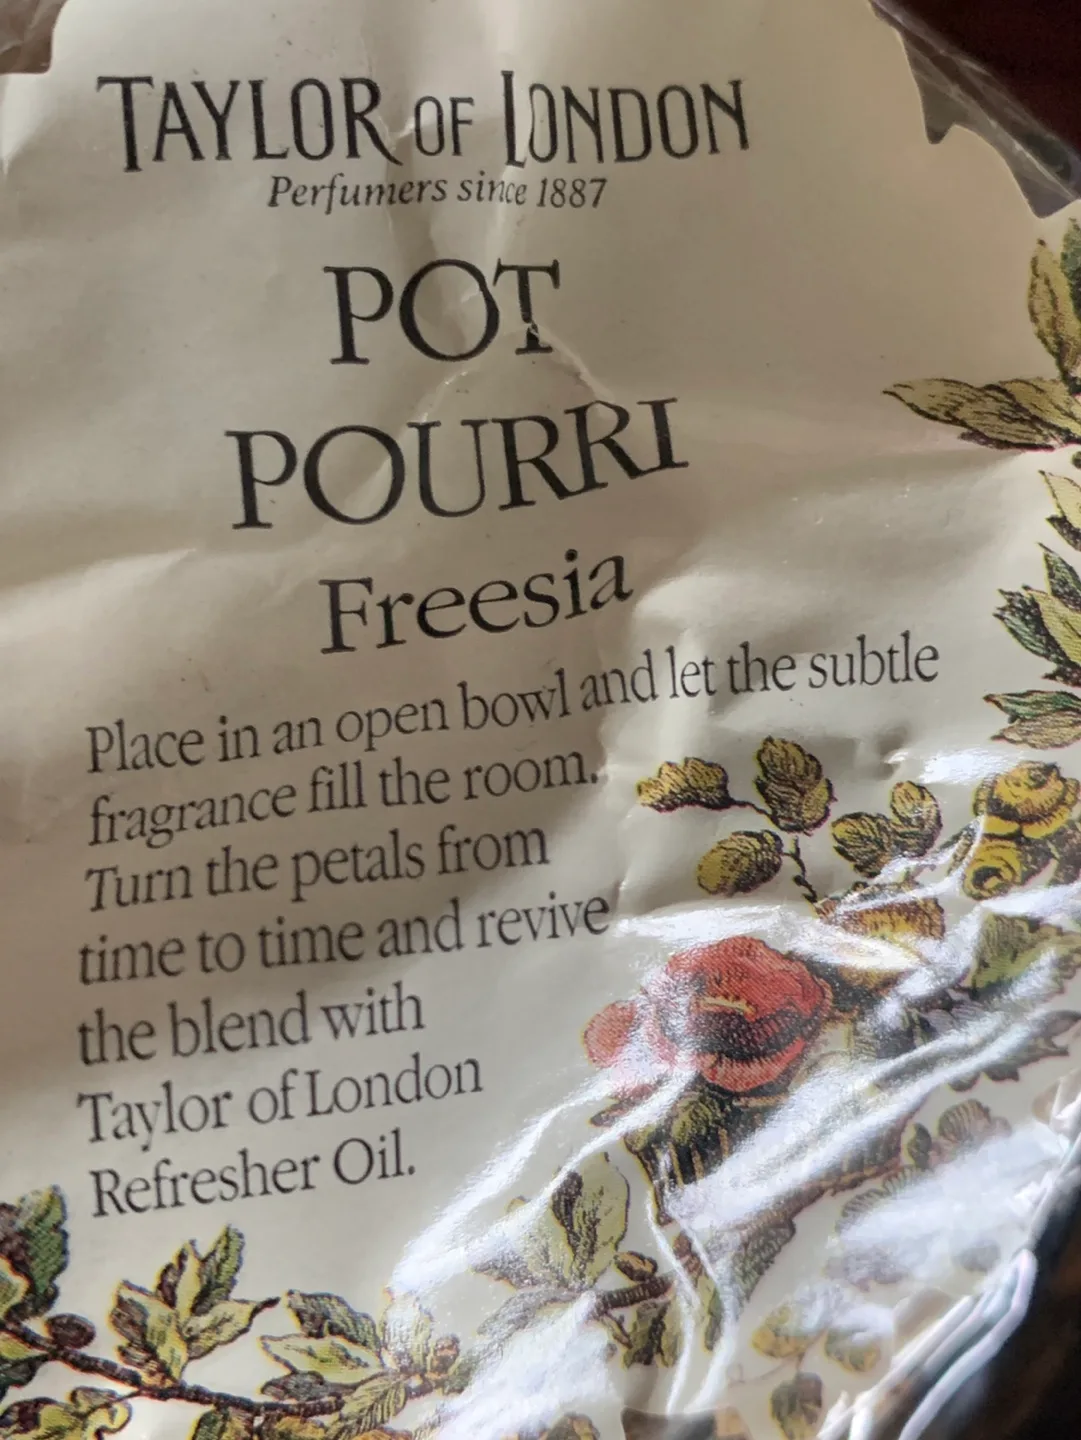 TAYLOR OF LONDON
Perfumers since 1887
POT
POURRI
Freesia
Place in an open bowl and let the subtle
fragrance fill the room.
Turn the petals from
time to time and revive
the blend with
Taylor of London
Refresher Oil.